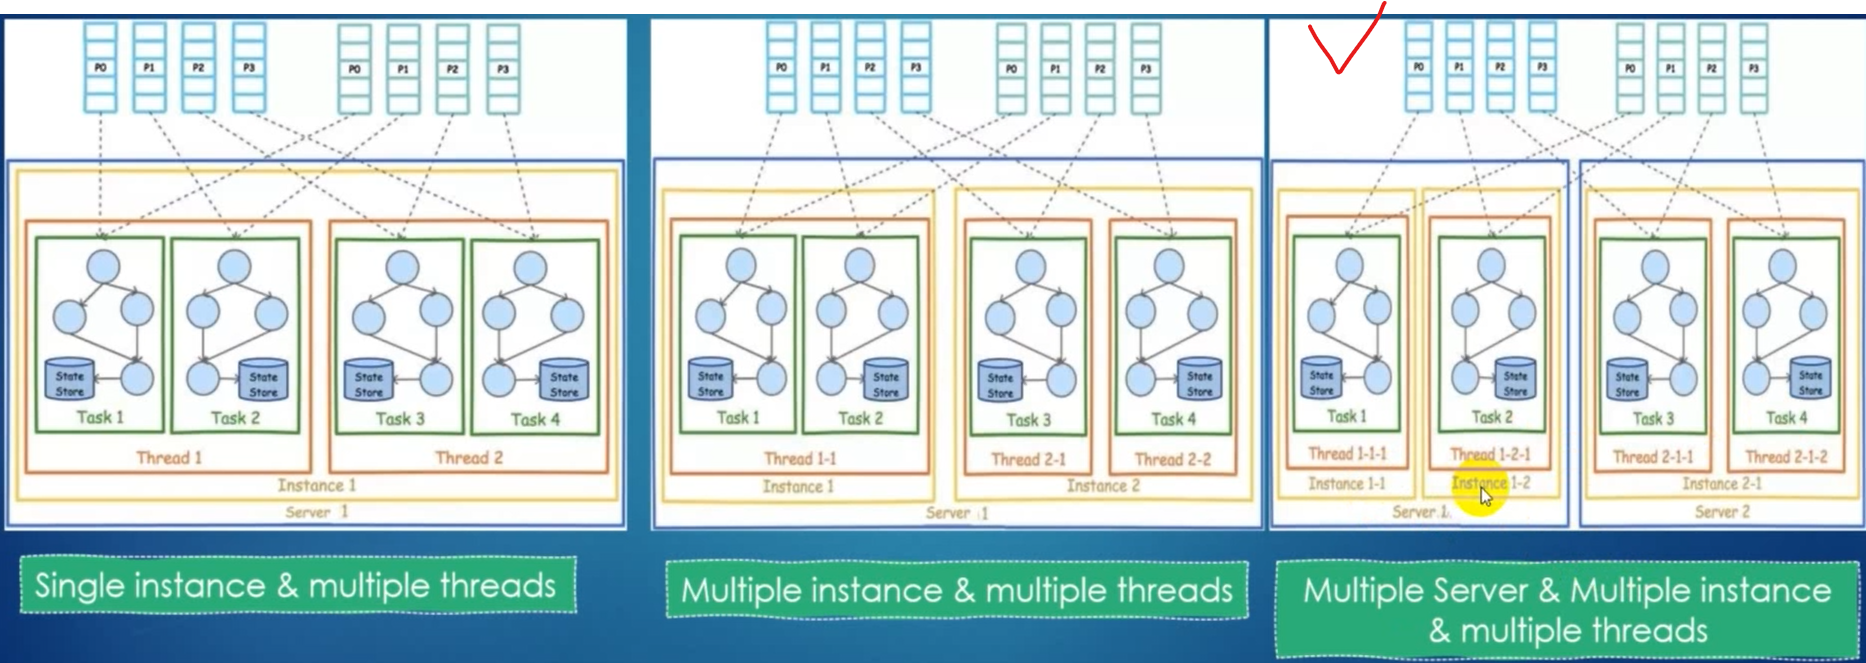 P0 P1 P2 P3 P0 P1 P2 P3
State Store
Task 1
State Store
Task 2
State Store
Task 3
State Store
Task 4
Thread 1
Thread 2
Instance 1
Server 1
Single instance & multiple threads
P0 P1 P2 P3 P0 P1 P2 P3
State Store
Task 1
State Store
Task 2
State Store
Task 3
State Store
Task 4
Thread 1-1
Thread 2-1
Thread 2-2
Instance 1
Instance 2
Server 1
Multiple instance & multiple threads
P0 P1 P2 P3 P0 P1 P2 P3
State Store
Task 1
State Store
Task 2
State Store
Task 3
State Store
Task 4
Thread 1-1-1
Thread 1-2-1
Thread 2-1-1
Thread 2-1-2
Instance 1-1
Instance 1-2
Instance 2-1
Server 1
Server 2
Multiple Server & Multiple instance
& multiple threads